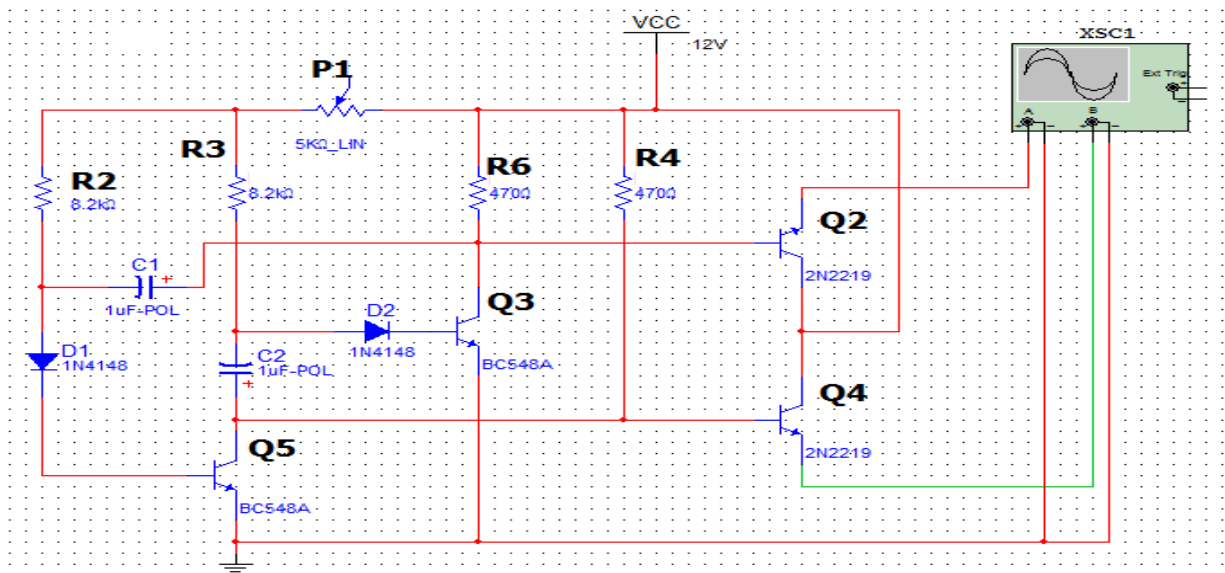 VCC
12V
XSC1
Ext Trig
+
-
A
B
+ - + -
P1
5KΩ_LIN
R2
8.2kΩ
R3
8.2kΩ
R6
470Ω
R4
470Ω
Q2
2N2219
C1
+
1uF-POL
D1
1N4148
D2
1N4148
Q3
BC548A
C2
1uF-POL
+
Q4
2N2219
Q5
BC548A